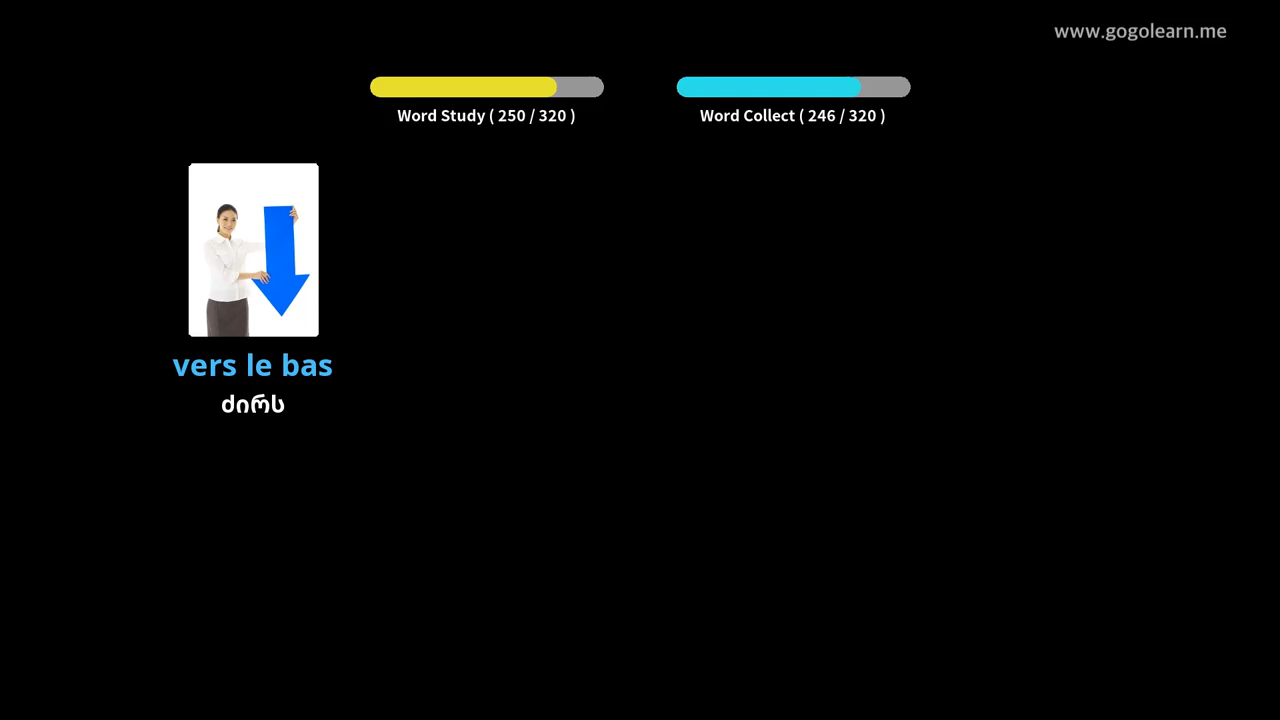 www.gogolearn.me
Word Study ( 250 / 320 )
Word Collect ( 246 / 320 )
vers le bas
ძირს